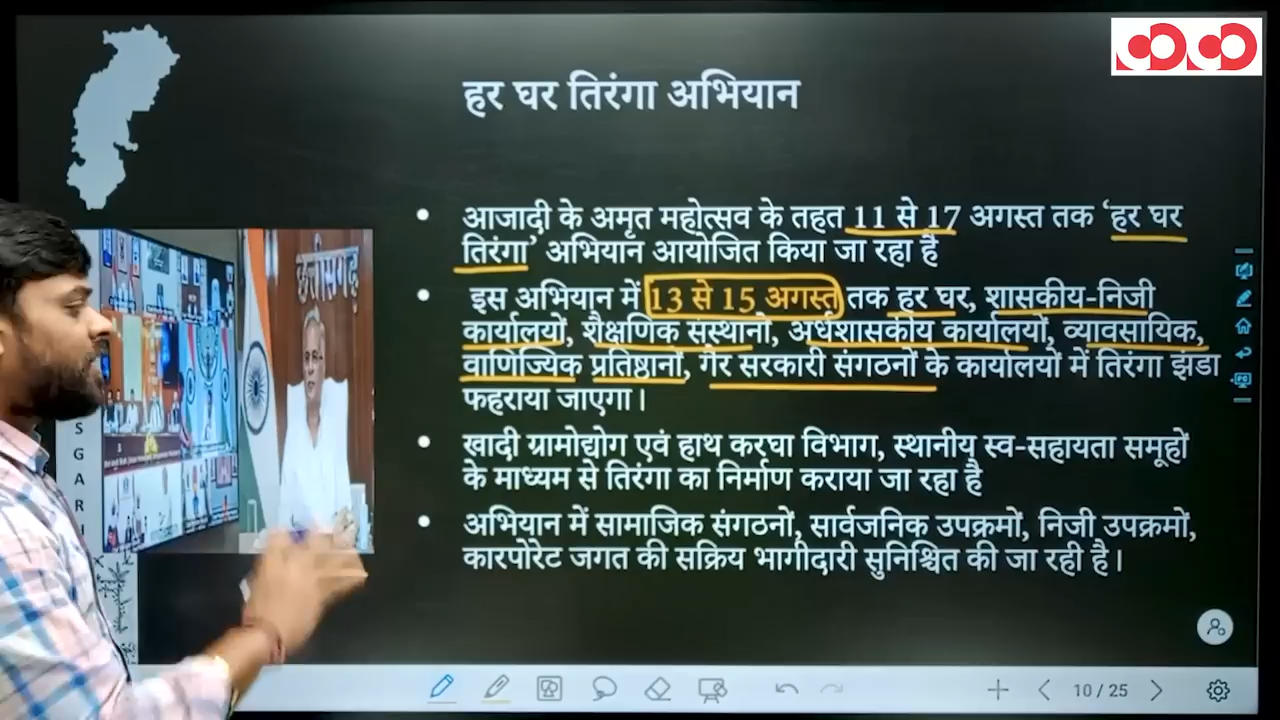 हर घर तिरंगा अभियान
आजादी के अमृत महोत्सव के तहत 11 से 17 अगस्त तक ‘हर घर
तिरंगा’ अभियान आयोजित किया जा रहा है
इस अभियान में 13 से 15 अगस्त तक हर घर, शासकीय-निजी
कार्यालयों, शैक्षणिक संस्थानों, अर्धशासकीय कार्यालयों, व्यावसायिक,
वाणिज्यिक प्रतिष्ठानों, गैर सरकारी संगठनों के कार्यालयों में तिरंगा झंडा
फहराया जाएगा।
खादी ग्रामोद्योग एवं हाथ करघा विभाग, स्थानीय स्व-सहायता समूहों
के माध्यम से तिरंगा का निर्माण कराया जा रहा है
अभियान में सामाजिक संगठनों, सार्वजनिक उपक्रमों, निजी उपक्रमों,
कारपोरेट जगत की सक्रिय भागीदारी सुनिश्चित की जा रही है।
छत्तीसगढ़
SGARI
10 / 25